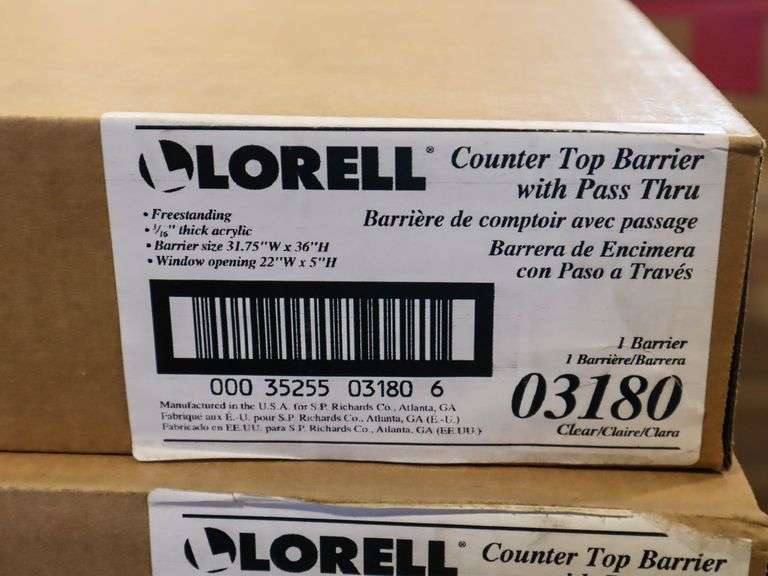 LORELL®
Counter Top Barrier
with Pass Thru
Barrière de comptoir avec passage
Barrera de Encimera
con Paso a Través
• Freestanding
• 3/16" thick acrylic
• Barrier size 31.75"W x 36"H
• Window opening 22"W x 5"H
000 35255 03180 6
Manufactured in the U.S.A. for S.P. Richards Co., Atlanta, GA
Fabriqué aux É.-U. pour S.P. Richards Co., Atlanta, GA (É.-U.)
Fabricado en EE.UU. para S.P. Richards Co., Atlanta, GA (EE.UU.)
1 Barrier
1 Barrière/Barrera
03180
Clear/Claire/Clara
LORELL®
Counter Top Barrier